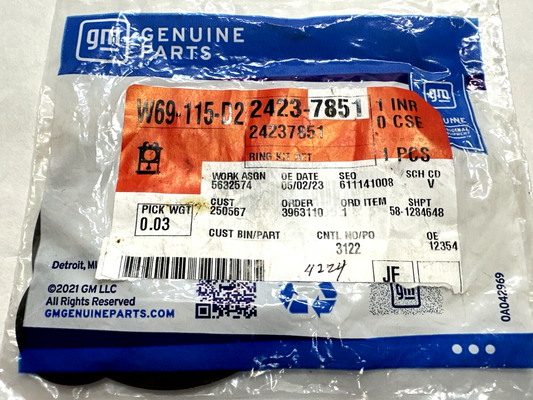 gm GENUINE
PARTS
gm
W69-115-D2 2423-7851 1 INR
24237851 0 CSE
1 PCS
WORK ASGN OE DATE SEQ SCH CD
5632574 05/02/23 611141008 V
CUST ORDER ORD ITEM SHPT
250567 3963110 1 58-1284648
PICK WGT
0.03
CUST BIN/PART CNTL NO/PO OE
3122 12354
4224
JF
Detroit, MI
©2021 GM LLC
All Rights Reserved
GMGENUINEPARTS.COM
gm
0A042969